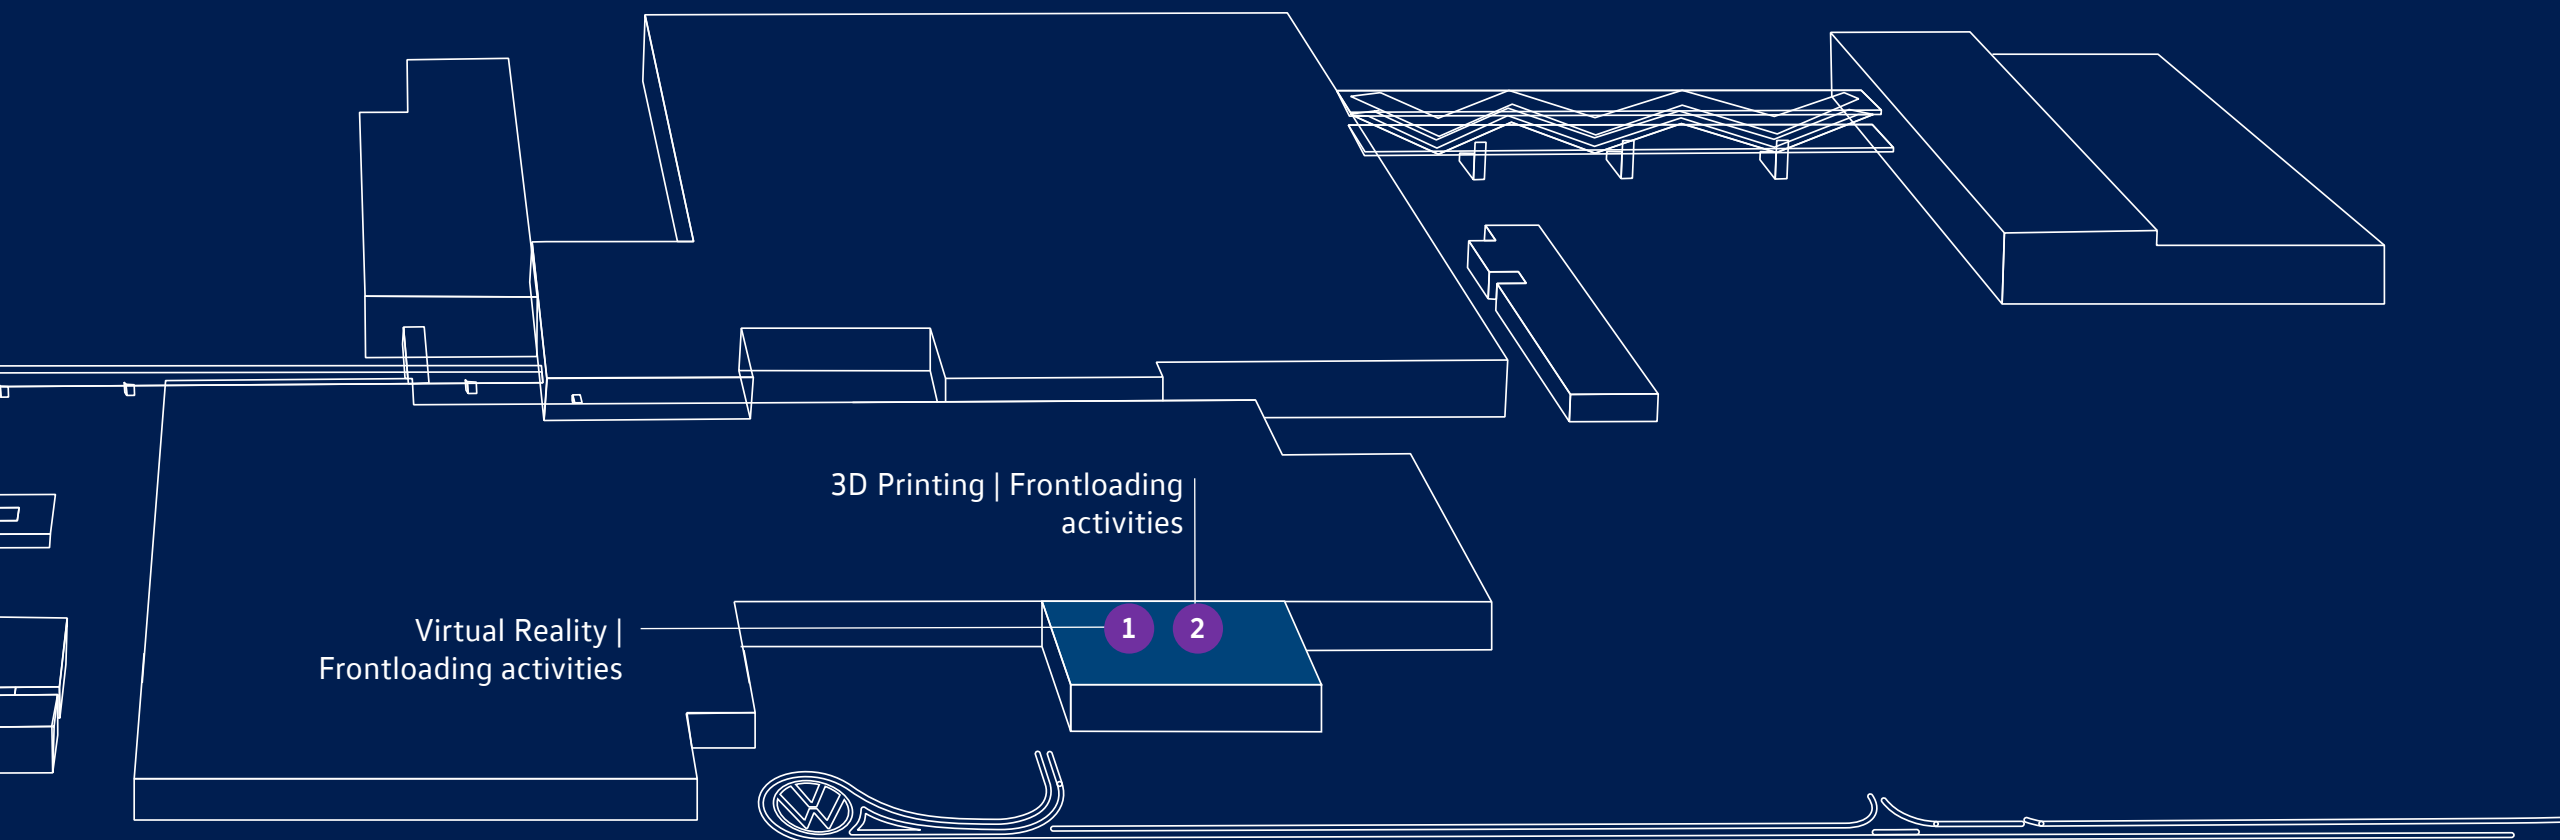 3D Printing | Frontloading
activities
Virtual Reality |
Frontloading activities
1
2